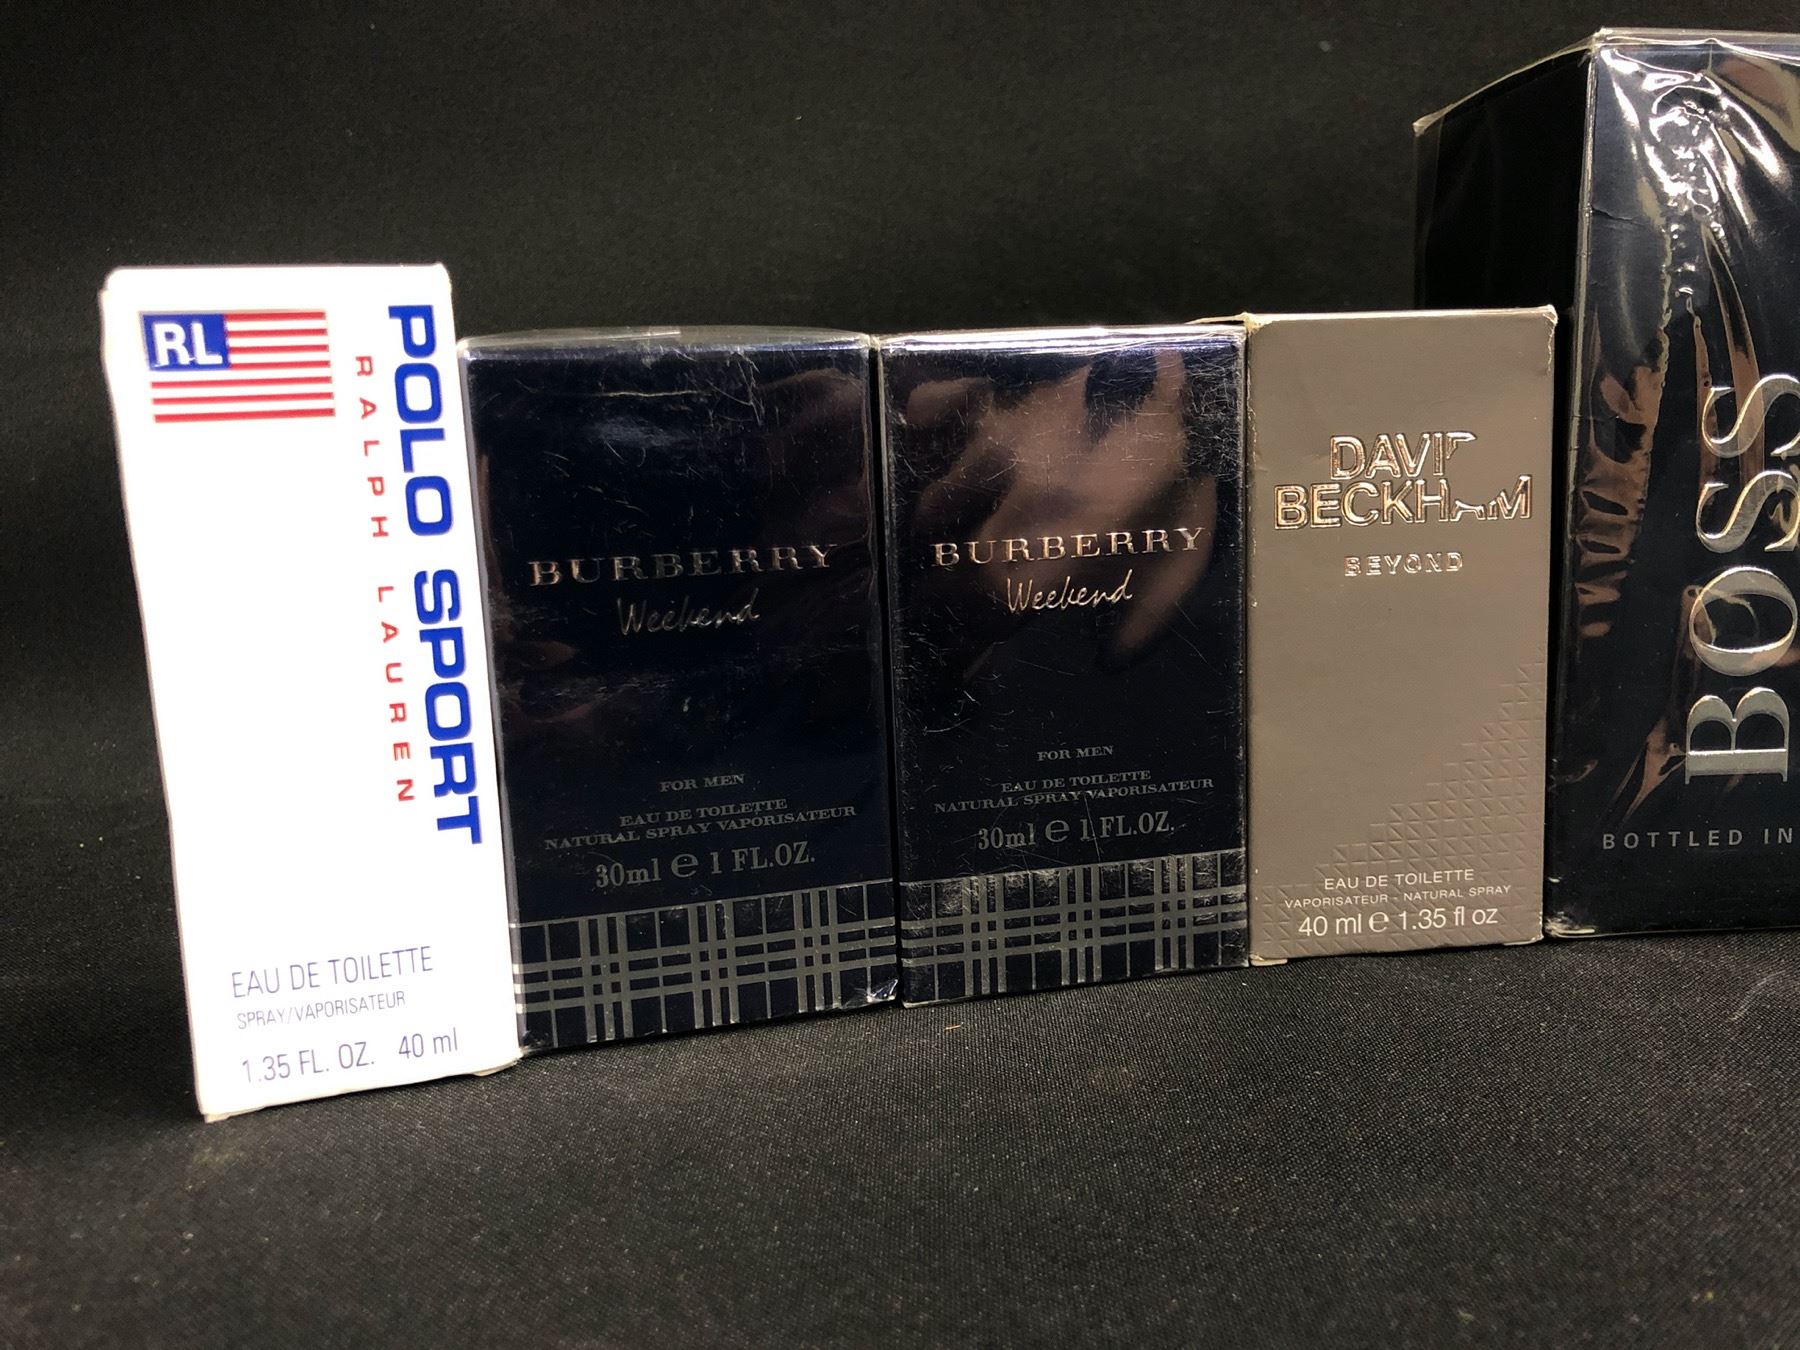 RL
POLO SPORT
RALPH LAUREN
EAU DE TOILETTE
SPRAY/VAPORISATEUR
1.35 FL. OZ. 40 ml
BURBERRY
Weekend
FOR MEN
EAU DE TOILETTE
NATURAL SPRAY VAPORISATEUR
30ml e 1 FL.OZ.
BURBERRY
Weekend
FOR MEN
EAU DE TOILETTE
NATURAL SPRAY VAPORISATEUR
30ml e 1 FL.OZ.
DAVID
BECKHAM
BEYOND
EAU DE TOILETTE
VAPORISATEUR - NATURAL SPRAY
40 ml e 1.35 fl oz
BOSS
BOTTLED IN